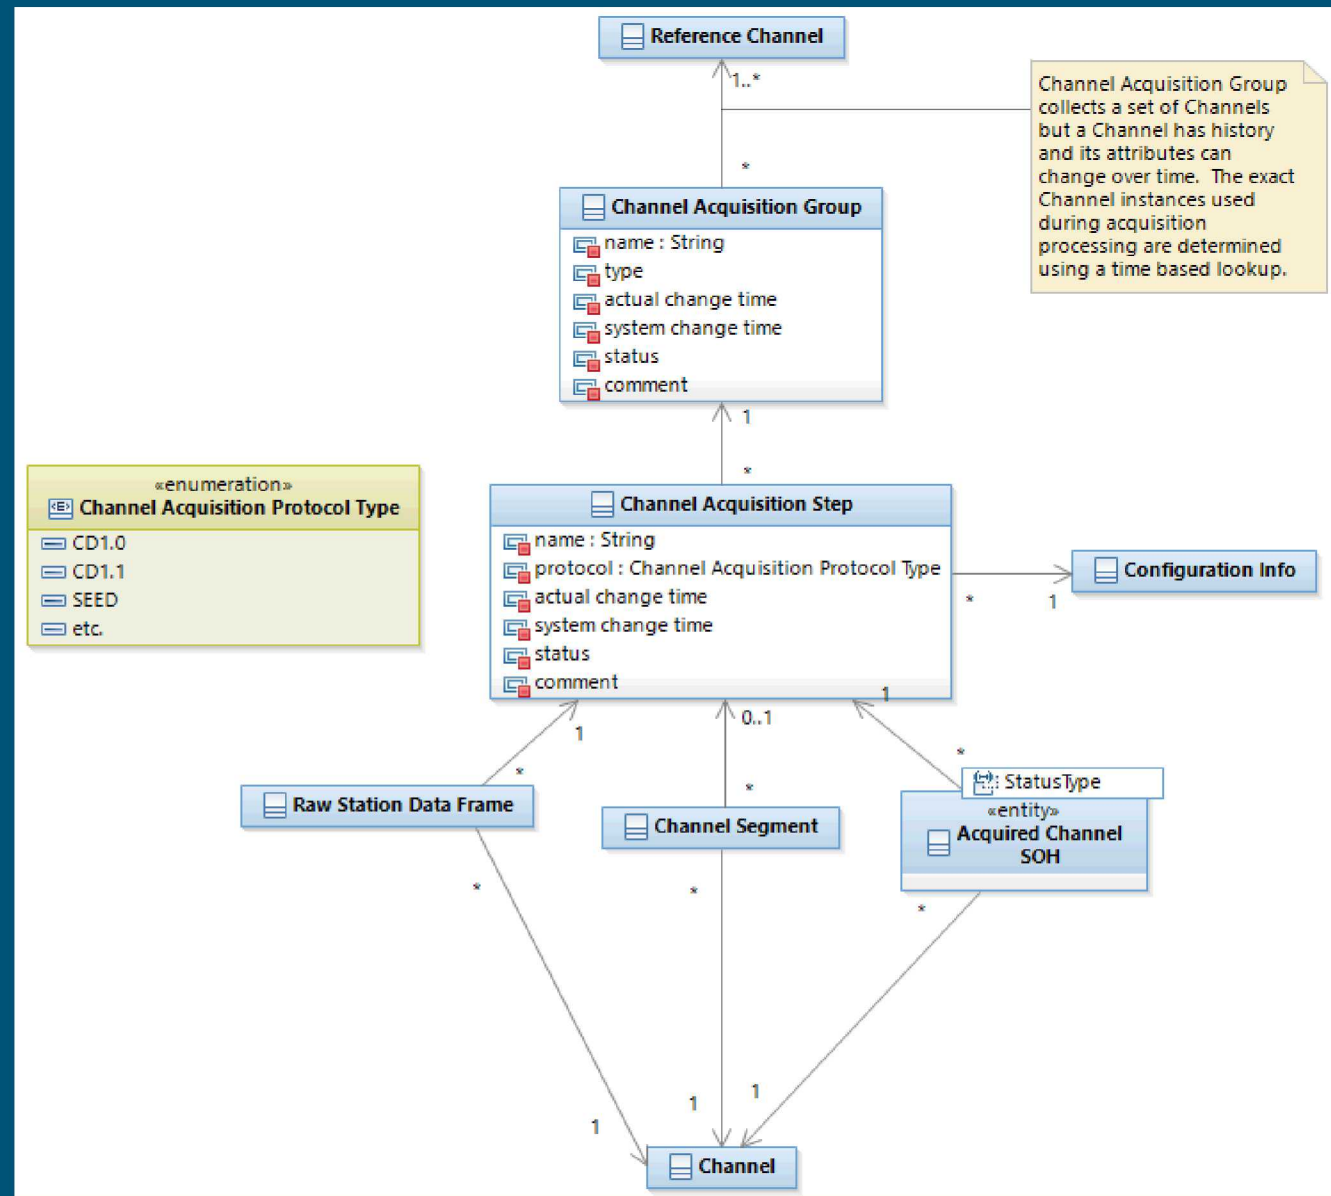 Reference Channel
1..*
Channel Acquisition Group
collects a set of Channels
but a Channel has history
and its attributes can
change over time.  The exact
Channel instances used
during acquisition
processing are determined
using a time based lookup.
*
Channel Acquisition Group
name : String
type
actual change time
system change time
status
comment
1
*
«enumeration»
<E> Channel Acquisition Protocol Type
CD1.0
CD1.1
SEED
etc.
Channel Acquisition Step
name : String
protocol : Channel Acquisition Protocol Type
actual change time
system change time
status
comment
*
1
Configuration Info
1
0..1
1
*
*
*
Raw Station Data Frame
Channel Segment
: StatusType
«entity»
Acquired Channel
SOH
*
*
*
1
1
1
Channel